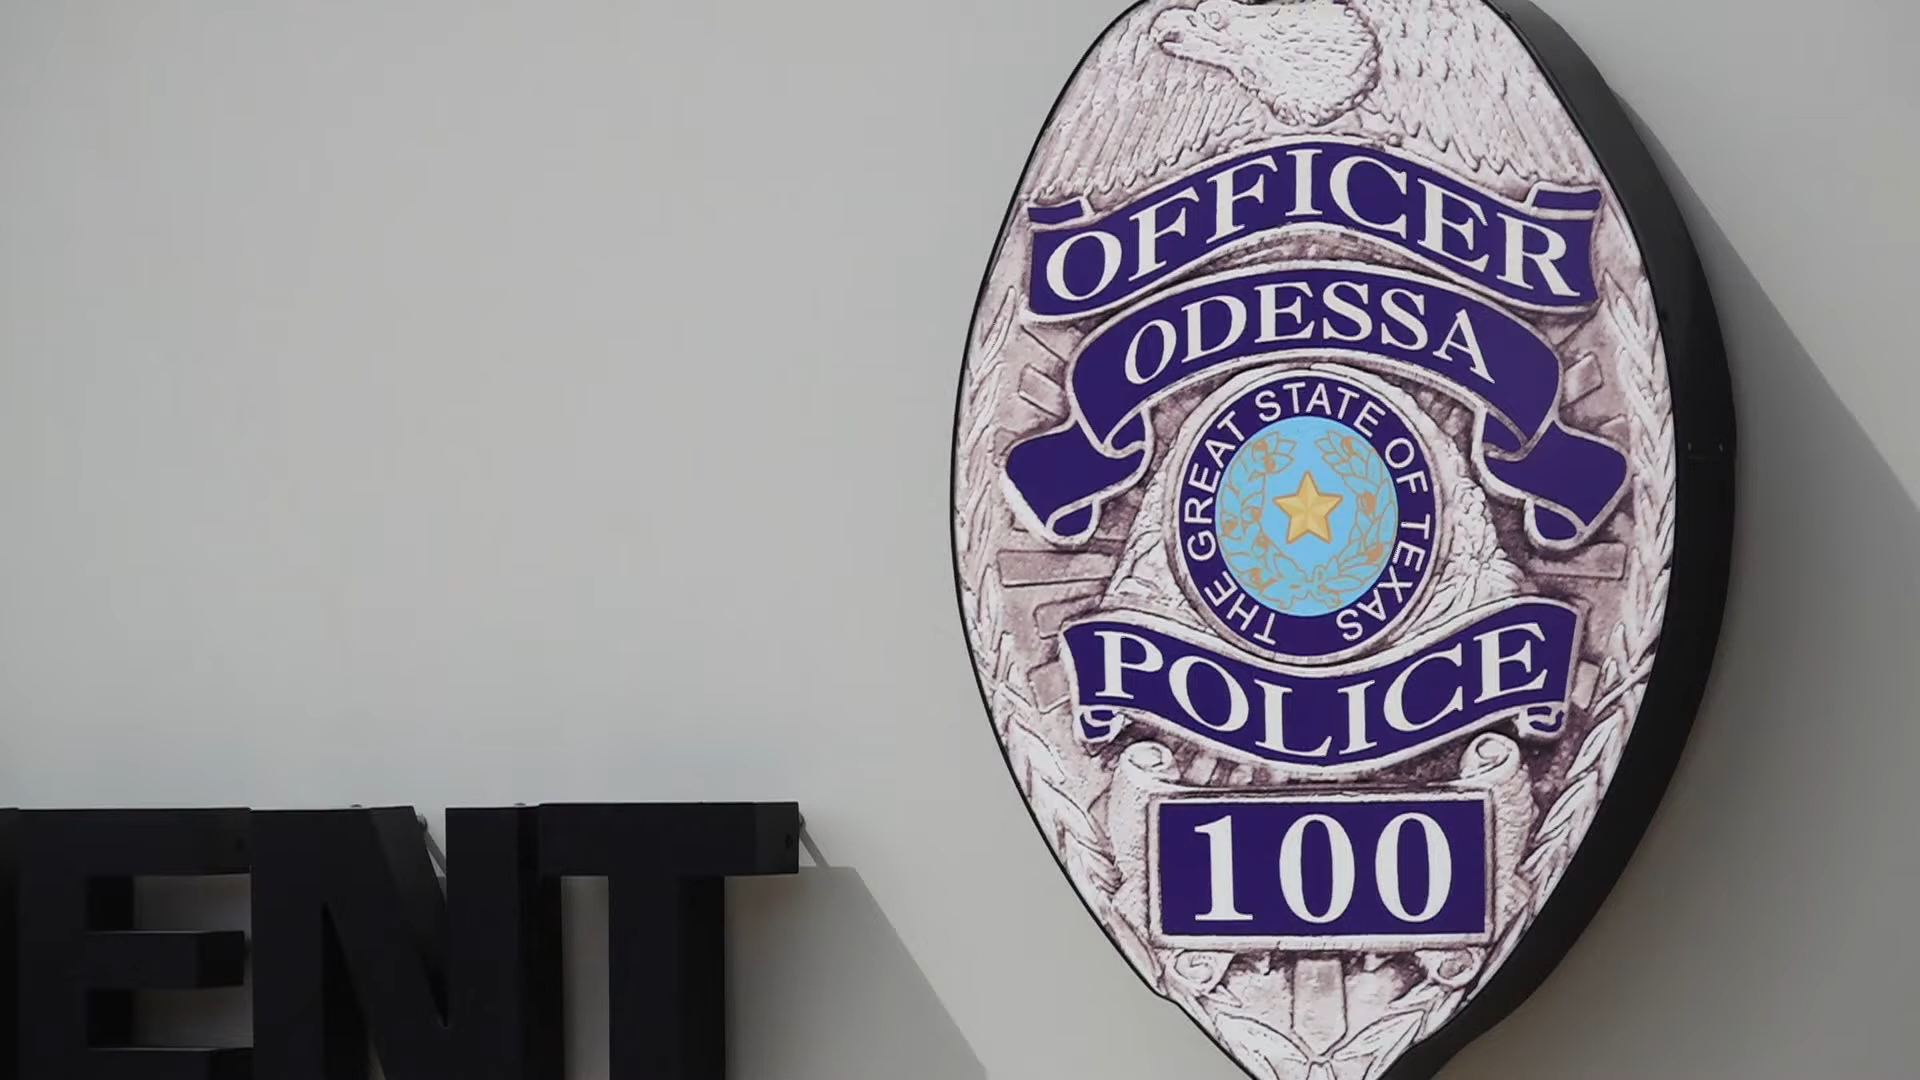 OFFICER
ODESSA
THE GREAT STATE OF TEXAS
POLICE
100
ENT